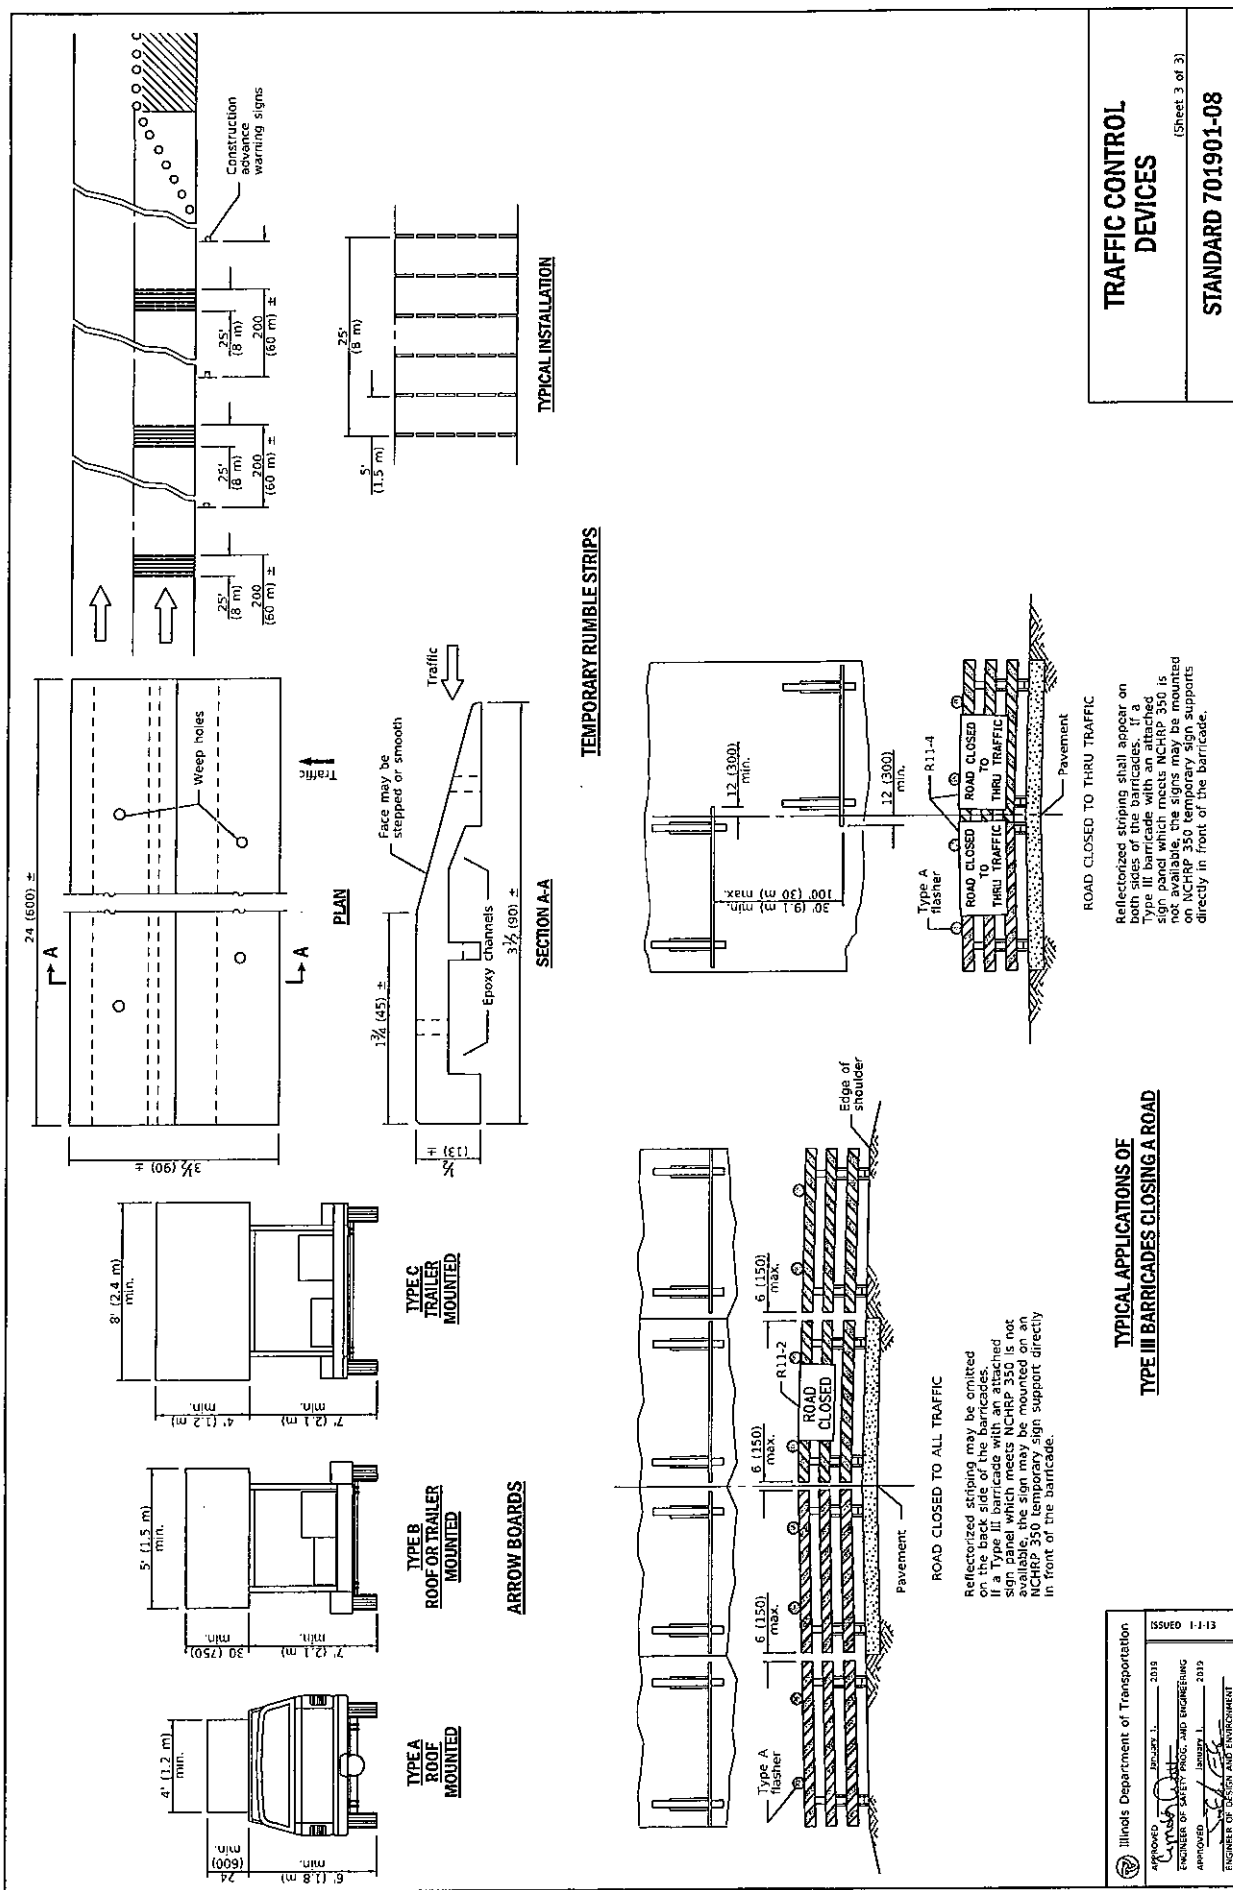 4' (1.2 m)
min.
24
(600)
min.
6' (1.8 m)
min.
TYPE A
ROOF
MOUNTED
5' (1.5 m)
min.
30 (750)
min.
7' (2.1 m)
min.
TYPE B
ROOF OR TRAILER
MOUNTED
8' (2.4 m)
min.
4' (1.2 m)
min.
7' (2.1 m)
min.
TYPE C
TRAILER
MOUNTED
ARROW BOARDS
24 (600) ±
3½ (90) ±
A
A
Weep holes
Traffic
PLAN
1¾ (45) ±
½
(13) ±
Face may be
stepped or smooth
Epoxy channels
3½ (90) ±
Traffic
SECTION A-A
25'
(8 m)
200
(60 m) ±
25'
(8 m)
200
(60 m) ±
25'
(8 m)
200
(60 m) ±
Construction
advance
warning signs
5'
(1.5 m)
25'
(8 m)
TYPICAL INSTALLATION
TEMPORARY RUMBLE STRIPS
Type A
flasher
6 (150)
max.
6 (150)
max.
6 (150)
max.
R11-2
ROAD
CLOSED
Edge of
shoulder
Pavement
ROAD CLOSED TO ALL TRAFFIC
Reflectorized striping may be omitted
on the back side of the barricades.
If a Type III barricade with an attached
sign panel which meets NCHRP 350 is not
available, the sign may be mounted on an
NCHRP 350 temporary sign support directly
in front of the barricade.
12 (300)
min.
30' (9.1 m) min.
100' (30 m) max.
12 (300)
min.
Type A
flasher
R11-4
ROAD CLOSED
TO
THRU TRAFFIC
ROAD CLOSED
TO
THRU TRAFFIC
Pavement
ROAD CLOSED TO THRU TRAFFIC
Reflectorized striping shall appear on
both sides of the barricades. If a
Type III barricade with an attached
sign panel which meets NCHRP 350 is
not available, the signs may be mounted
on NCHRP 350 temporary sign supports
directly in front of the barricade.
TYPICAL APPLICATIONS OF
TYPE III BARRICADES CLOSING A ROAD
Illinois Department of Transportation
APPROVED January 1, 2019
ENGINEER OF SAFETY PROG. AND ENGINEERING
APPROVED January 1, 2019
ENGINEER OF DESIGN AND ENVIRONMENT
ISSUED 1-1-13
TRAFFIC CONTROL
DEVICES
(Sheet 3 of 3)
STANDARD 701901-08